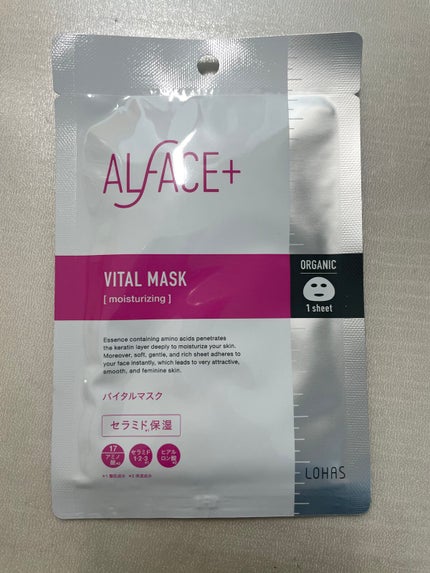 ALFACE+
VITAL MASK
[ moisturizing ]
ORGANIC
1 sheet
Essence containing amino acids penetrates
the keratin layer deeply to moisturize your skin.
Moreover, soft, gentle, and rich sheet adheres to
your face instantly, which leads to very attractive,
smooth, and feminine skin.
バイタルマスク
セラミド*保湿
17
アミノ
酸
セラミド
1・2・3
ヒアル
ロン酸
LOHAS